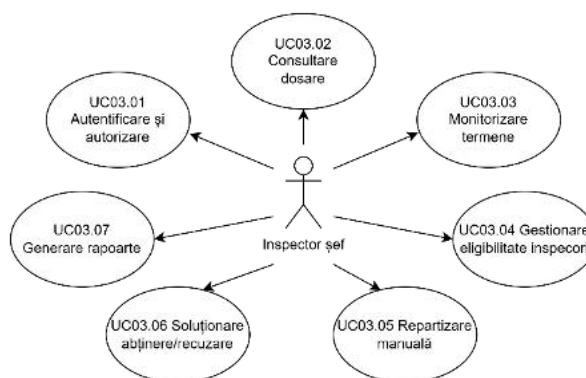 UC03.02
Consultare
dosare
UC03.01
Autentificare și
autorizare
UC03.03
Monitorizare
termene
UC03.07
Generare rapoarte
Inspector șef
UC03.04 Gestionare
eligibilitate inspecori
UC03.06 Soluționare
abținere/recuzare
UC03.05 Repartizare
manuală